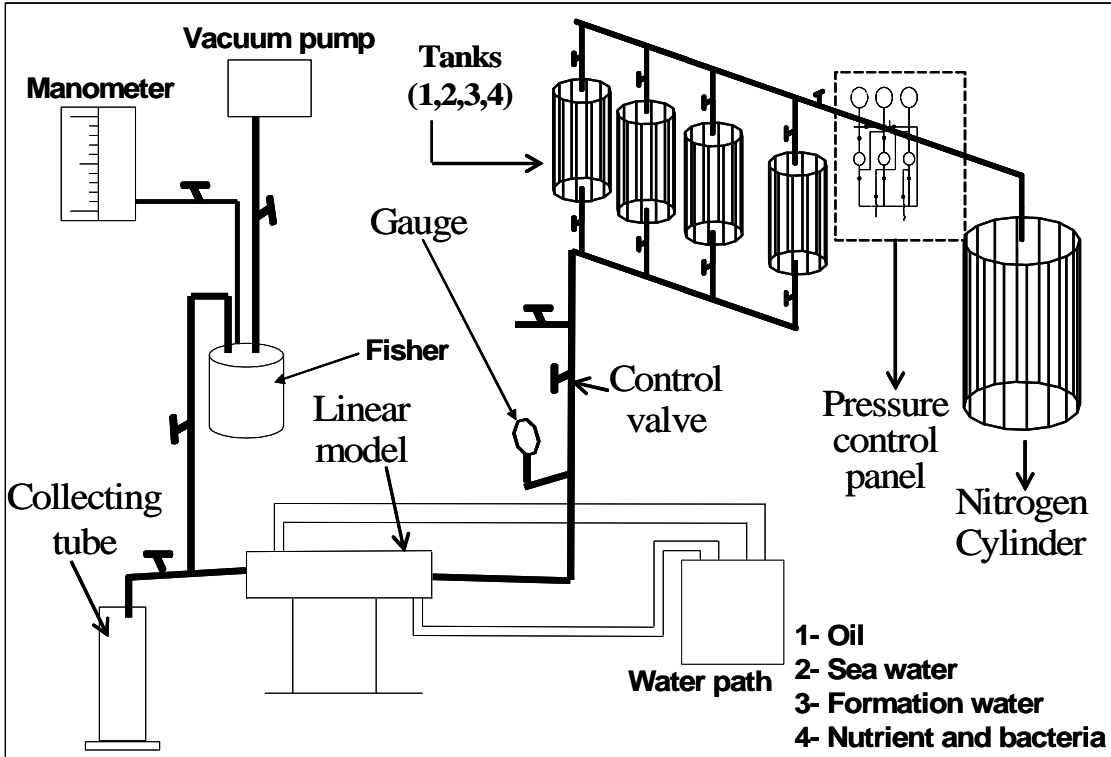 Vacuum pump
Manometer
Tanks
(1,2,3,4)
Gauge
Fisher
Control
valve
Linear
model
Pressure
control
panel
Collecting
tube
Nitrogen
Cylinder
Water path
1- Oil
2- Sea water
3- Formation water
4- Nutrient and bacteria